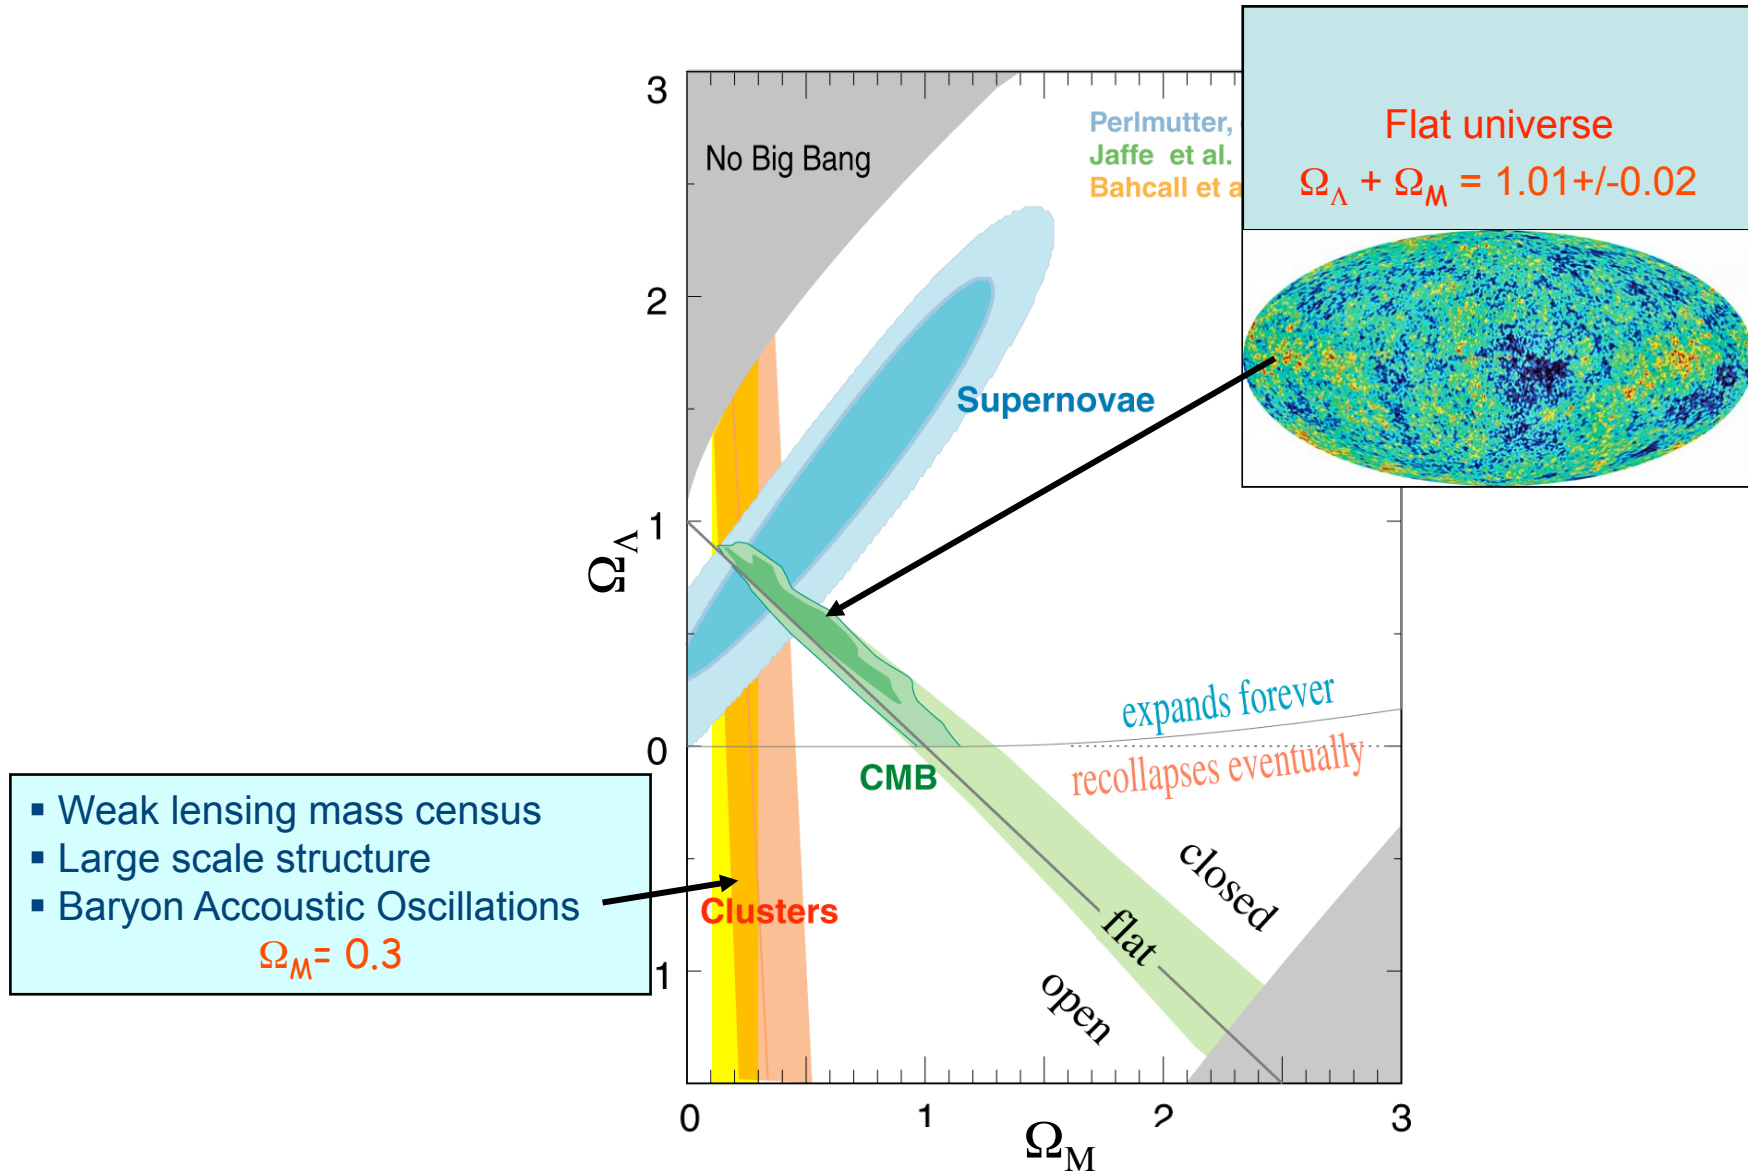 3
No Big Bang
Perlmutter,
Jaffe et al.
Bahcall et a
Flat universe
Ω_Λ + Ω_M = 1.01+/-0.02
2
Supernovae
1
Ω_Λ
expands forever
0
CMB
recollapses eventually
▪ Weak lensing mass census
▪ Large scale structure
▪ Baryon Accoustic Oscillations
Ω_M= 0.3
Clusters
closed
flat
open
1
0 1 2 3
Ω_M